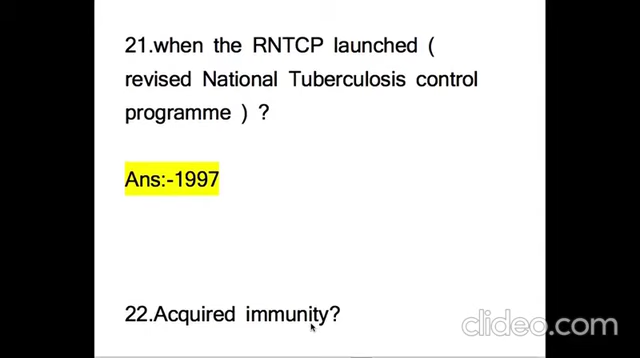 21.when the RNTCP launched (
revised National Tuberculosis control
programme ) ?
Ans:-1997
22.Acquired immunity?
clideo.com